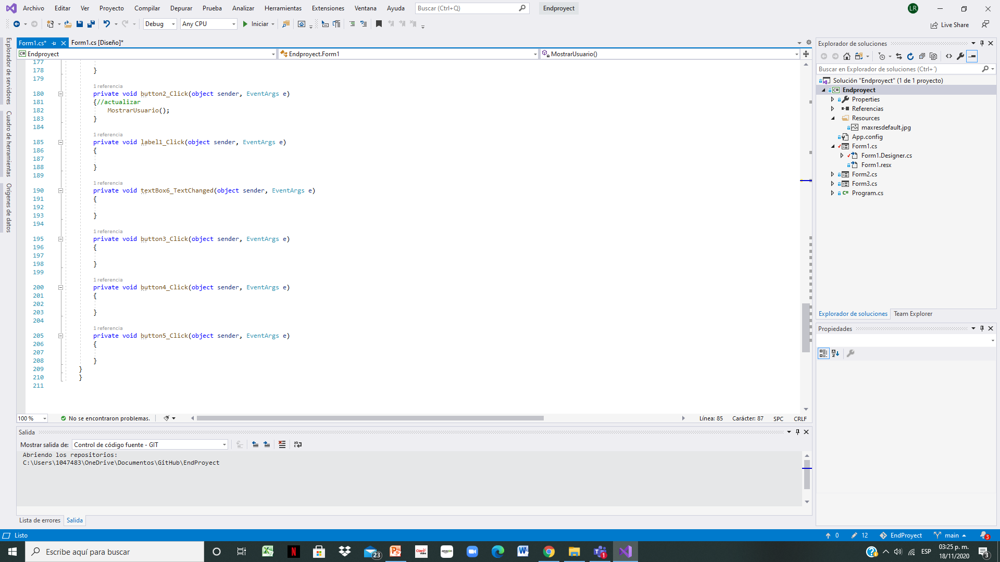 Archivo Editar Ver Proyecto Compilar Depurar Prueba Analizar Herramientas Extensiones Ventana Ayuda Buscar (Ctrl+Q) Endproyect LR
Debug Any CPU Iniciar Live Share
Explorador de servidores
Cuadro de herramientas
Orígenes de datos
Form1.cs* Form1.cs [Diseño]*
Endproyect Endproyect.Form1 MostrarUsuario()
177
178 }
179
1 referencia
180 private void button2_Click(object sender, EventArgs e)
181 {//actualizar
182 MostrarUsuario();
183 }
184
1 referencia
185 private void label1_Click(object sender, EventArgs e)
186 {
187
188 }
189
1 referencia
190 private void textBox6_TextChanged(object sender, EventArgs e)
191 {
192
193 }
194
1 referencia
195 private void button3_Click(object sender, EventArgs e)
196 {
197
198 }
199
1 referencia
200 private void button4_Click(object sender, EventArgs e)
201 {
202
203 }
204
1 referencia
205 private void button5_Click(object sender, EventArgs e)
206 {
207
208 }
209 }
210 }
211
100 % No se encontraron problemas. Línea: 85 Carácter: 87 SPC CRLF
Salida
Mostrar salida de: Control de código fuente - GIT
Abriendo los repositorios:
C:\Users\1047483\OneDrive\Documentos\GitHub\EndProyect
Lista de errores Salida
Explorador de soluciones
Buscar en Explorador de soluciones (Ctrl+´)
Solución "Endproyect" (1 de 1 proyecto)
C# Endproyect
Properties
Referencias
Resources
maxresdefault.jpg
App.config
Form1.cs
Form1.Designer.cs
Form1.resx
Form2.cs
Form3.cs
C# Program.cs
Explorador de soluciones Team Explorer
Propiedades
Listo 0 12 EndProyect main 3
Escribe aquí para buscar 23 1 ESP 03:25 p. m.
18/11/2020 3